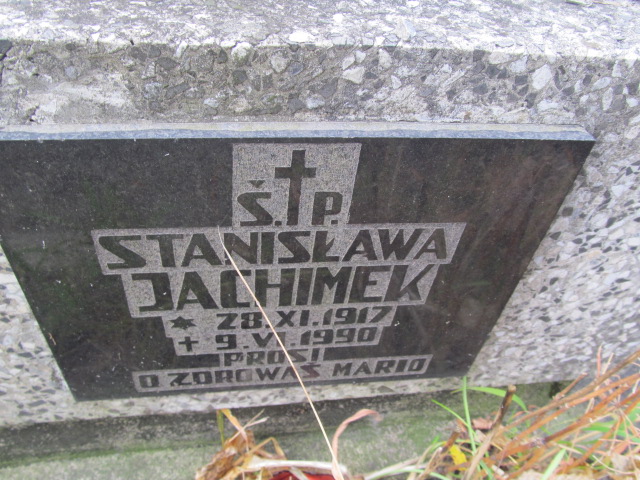 Ś. P.
STANISŁAWA
JACHIMEK
* 28.XI.1917
+ 9.VI.1990
PROSI
O ZDROWAŚ MARIO